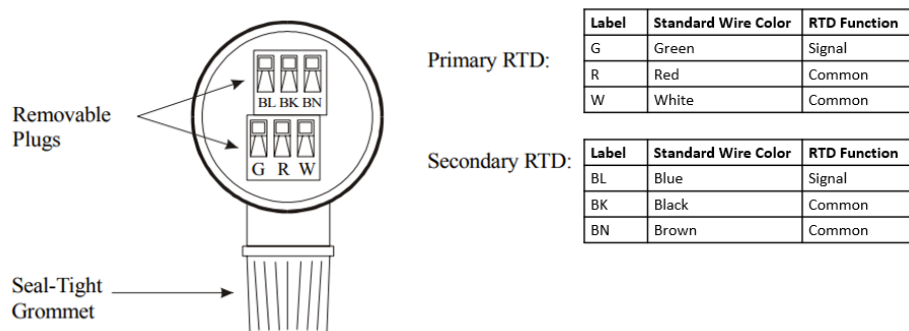 Removable
Plugs
BL BK BN
G R W
Seal-Tight
Grommet
Primary RTD:
Label Standard Wire Color RTD Function
G Green Signal
R Red Common
W White Common
Secondary RTD:
Label Standard Wire Color RTD Function
BL Blue Signal
BK Black Common
BN Brown Common